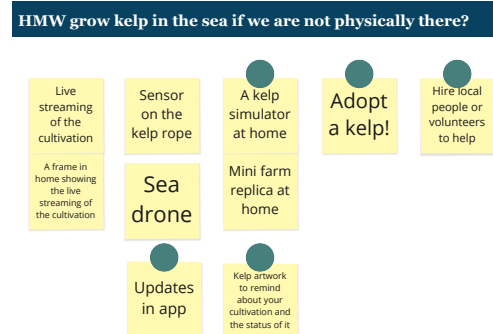 HMW grow kelp in the sea if we are not physically there?
Live
streaming
of the
cultivation
Sensor
on the
kelp rope
A kelp
simulator
at home
Adopt
a kelp!
Hire local
people or
volunteers
to help
A frame in
home showing
the live
streaming of
the cultivation
Sea
drone
Mini farm
replica at
home
Updates
in app
Kelp artwork
to remind
about your
cultivation and
the status of it